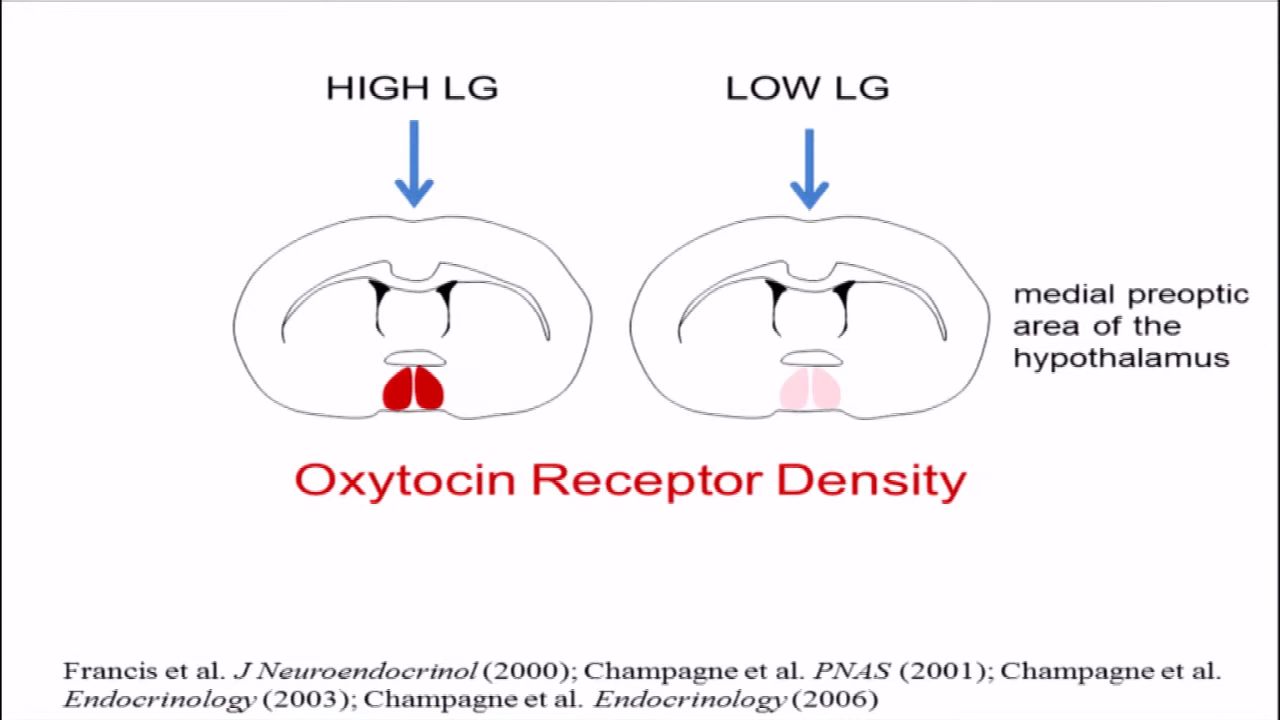 HIGH LG
LOW LG
medial preoptic
area of the
hypothalamus
Oxytocin Receptor Density
Francis et al. J Neuroendocrinol (2000); Champagne et al. PNAS (2001); Champagne et al.
Endocrinology (2003); Champagne et al. Endocrinology (2006)